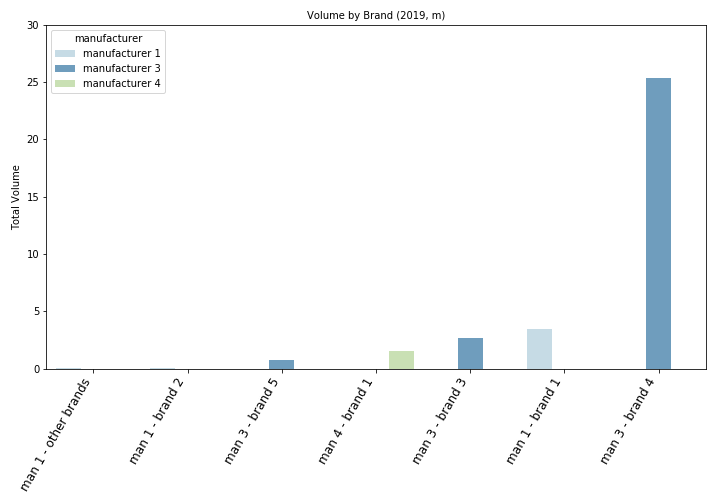 Volume by Brand (2019, m)
manufacturer
manufacturer 1
manufacturer 3
manufacturer 4
Total Volume
30
25
20
15
10
5
0
man 1 - other brands
man 1 - brand 2
man 3 - brand 5
man 4 - brand 1
man 3 - brand 3
man 1 - brand 1
man 3 - brand 4